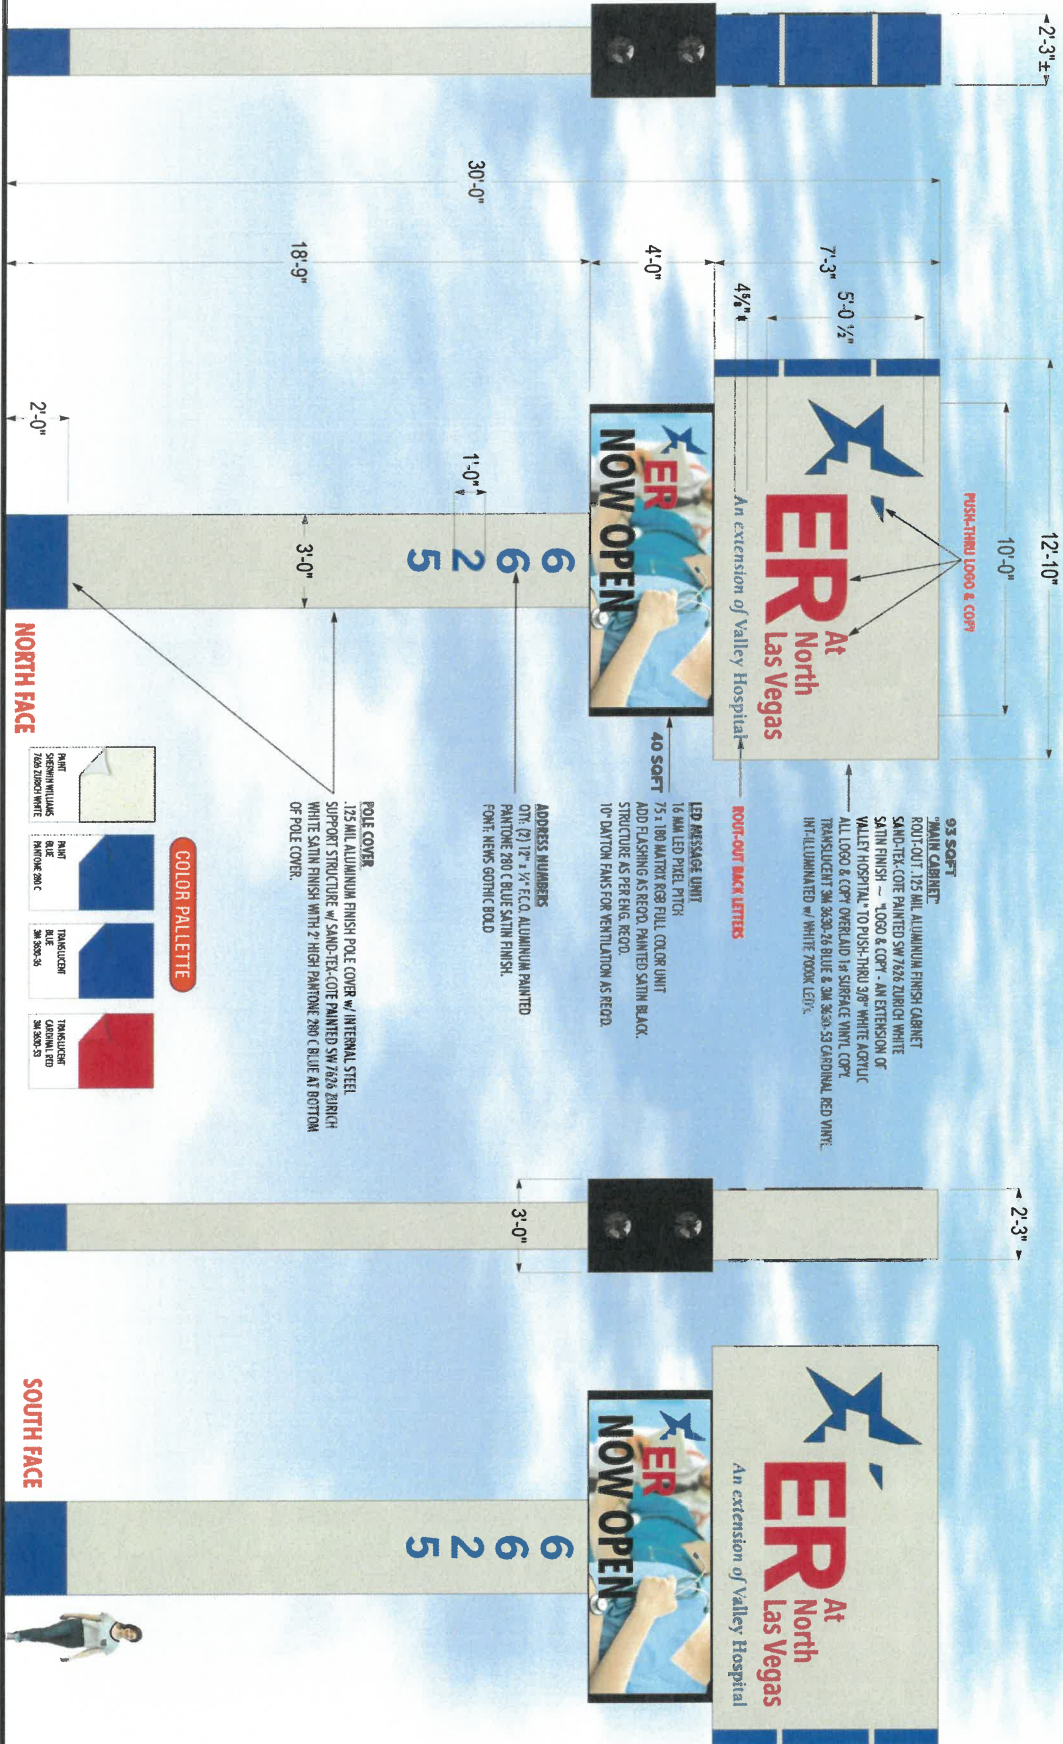 2'-3"±
30'-0"
18'-9"
4'-0"
7'-3"
5'-0 ½"
4⅝"
2'-0"
1'-0"
3'-0"
12'-10"
10'-0"
PUSH-THRU LOGO & COPY
ER
At
North
Las Vegas
An extension of Valley Hospital
ER
NOW OPEN
6
6
2
5
NORTH FACE
93 SQFT
"MAIN CABINET"
ROUT-OUT .125 MIL ALUMINUM FINISH CABINET
SAND-TEX-COTE PAINTED SW 7626 ZURICH WHITE
SATIN FINISH ~ "LOGO & COPY - AN EXTENSION OF
VALLEY HOSPITAL" TO PUSH-THRU 3/8" WHITE ACRYLIC
ALL LOGO & COPY OVERLAID 1st SURFACE VINYL COPY.
TRANSLUCENT 3M 3630-26 BLUE & 3M 3630-53 CARDINAL RED VINYL.
INT-ILLUMINATED w/ WHITE 7000K LED's.
ROUT-OUT BACK LETTERS
40 SQFT
LED MESSAGE UNIT
16 MM LED PIXEL PITCH
75 x 180 MATRIX RGB FULL COLOR UNIT
ADD FLASHING AS REQ'D. PAINTED SATIN BLACK.
STRUCTURE AS PER ENG. REQ'D.
10" DAYTON FANS FOR VENTILATION AS REQ'D.
ADDRESS NUMBERS
QTY: (2) 12" x ¼" F.C.O. ALUMINUM PAINTED
PANTONE 280 C BLUE SATIN FINISH.
FONT: NEWS GOTHIC BOLD
POLE COVER
.125 MIL ALUMINUM FINISH POLE COVER w/ INTERNAL STEEL
SUPPORT STRUCTURE w/ SAND-TEX-COTE PAINTED SW 7626 ZURICH
WHITE SATIN FINISH WITH 2' HIGH PANTONE 280 C BLUE AT BOTTOM
OF POLE COVER.
COLOR PALLETTE
PAINT
SHERWIN WILLIAMS
7626 ZURICH WHITE
PAINT
BLUE
PANTONE 280 C
TRANSLUCENT
BLUE
3M 3630-36
TRANSLUCENT
CARDINAL RED
3M 3630-53
2'-3"
3'-0"
ER
At
North
Las Vegas
An extension of Valley Hospital
ER
NOW OPEN
6
6
2
5
SOUTH FACE